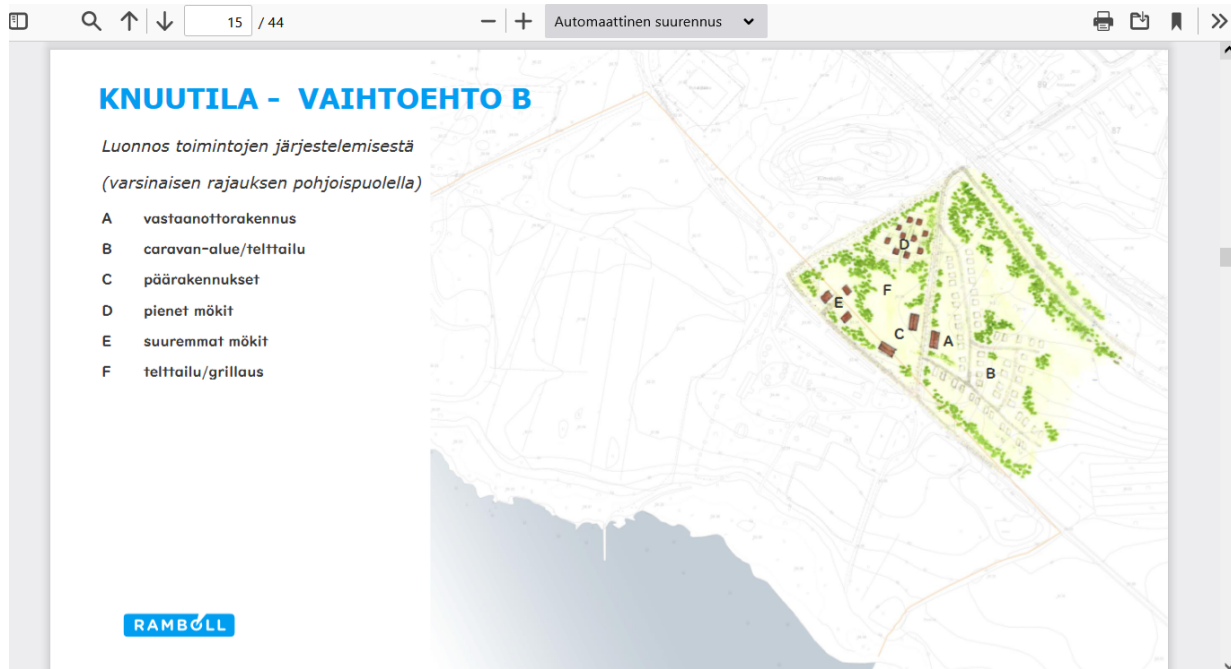 15 / 44
Automaattinen suurennus
KNUUTILA - VAIHTOEHTO B
Luonnos toimintojen järjestelemisestä
(varsinaisen rajauksen pohjoispuolella)
A vastaanottorakennus
B caravan-alue/telttailu
C päärakennukset
D pienet mökit
E suuremmat mökit
F telttailu/grillaus
D
F
E
C
A
B
RAMBOLL